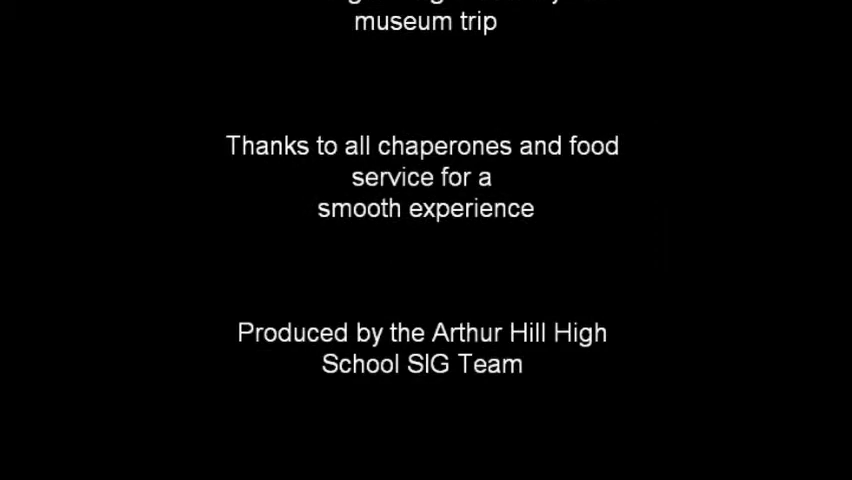 museum trip
Thanks to all chaperones and food
service for a
smooth experience
Produced by the Arthur Hill High
School SIG Team